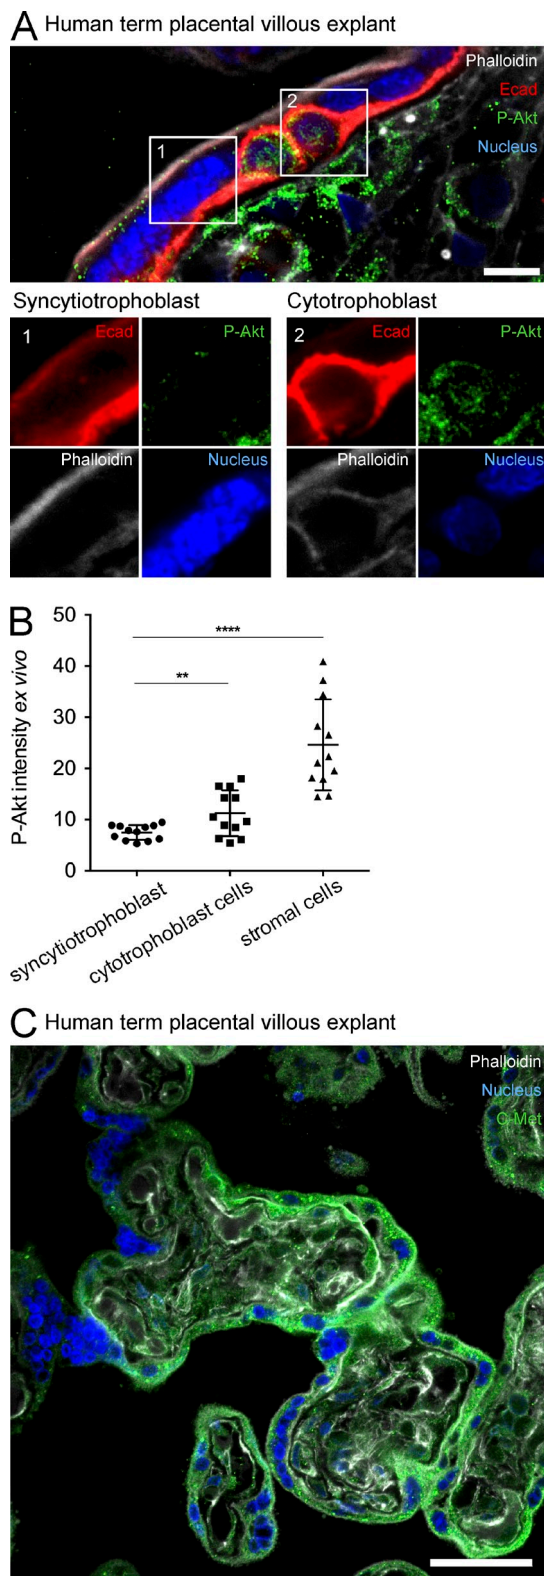 A Human term placental villous explant
Phalloidin
Ecad
P-Akt
Nucleus
1
2
Syncytiotrophoblast
Cytotrophoblast
1 Ecad
P-Akt
Phalloidin
Nucleus
2 Ecad
P-Akt
Phalloidin
Nucleus
B
P-Akt intensity ex vivo
50
40
30
20
10
0
****
**
syncytiotrophoblast
cytotrophoblast cells
stromal cells
C Human term placental villous explant
Phalloidin
Nucleus
C-Met